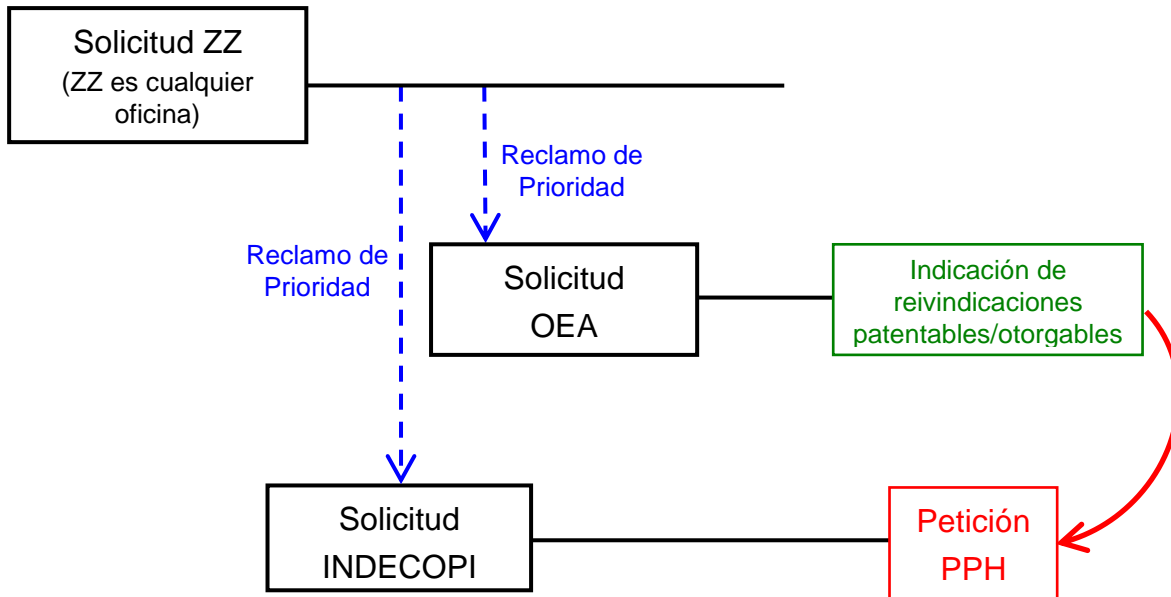 Solicitud ZZ
(ZZ es cualquier
oficina)
Reclamo de
Prioridad
Reclamo de
Prioridad
Solicitud
OEA
Indicación de
reivindicaciones
patentables/otorgables
Solicitud
INDECOPI
Petición
PPH